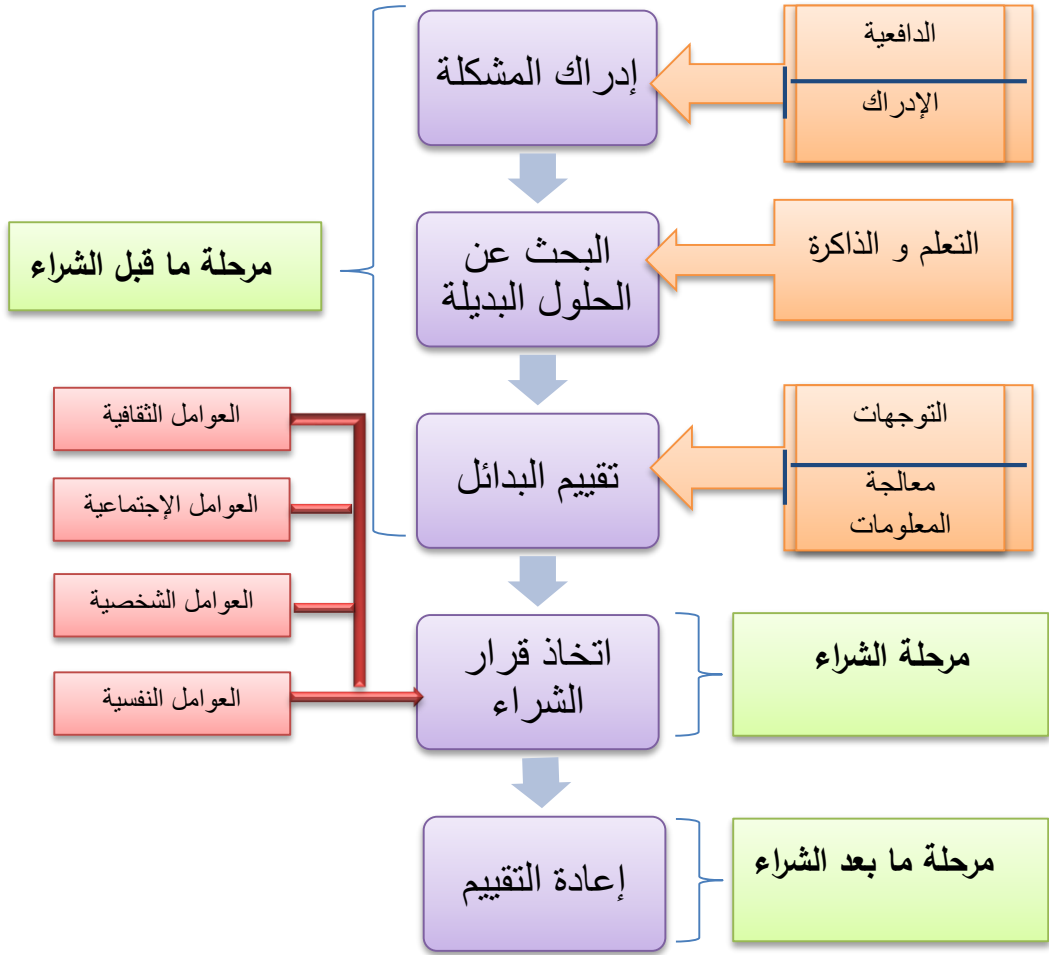 الدافعية
إدراك المشكلة
الإدراك
التعلم و الذاكرة
البحث عن
الحلول البديلة
مرحلة ما قبل الشراء
التوجهات
معالجة
المعلومات
تقييم البدائل
العوامل الثقافية
العوامل الإجتماعية
العوامل الشخصية
العوامل النفسية
مرحلة الشراء
اتخاذ قرار
الشراء
مرحلة ما بعد الشراء
إعادة التقييم